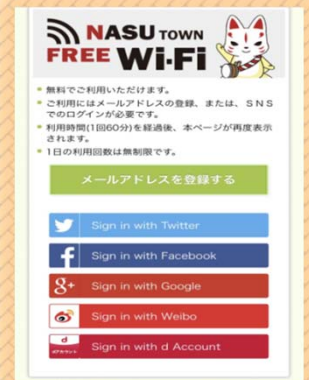 NASU TOWN
FREE Wi-Fi
無料でご利用いただけます。
ご利用にはメールアドレスの登録、または、SNS
でのログインが必要です。
利用時間(1回60分)を経過後、本ページが再度表示
されます。
1日の利用回数は無制限です。
メールアドレスを登録する
Sign in with Twitter
f Sign in with Facebook
g+ Sign in with Google
Sign in with Weibo
d Sign in with d Account
dアカウント